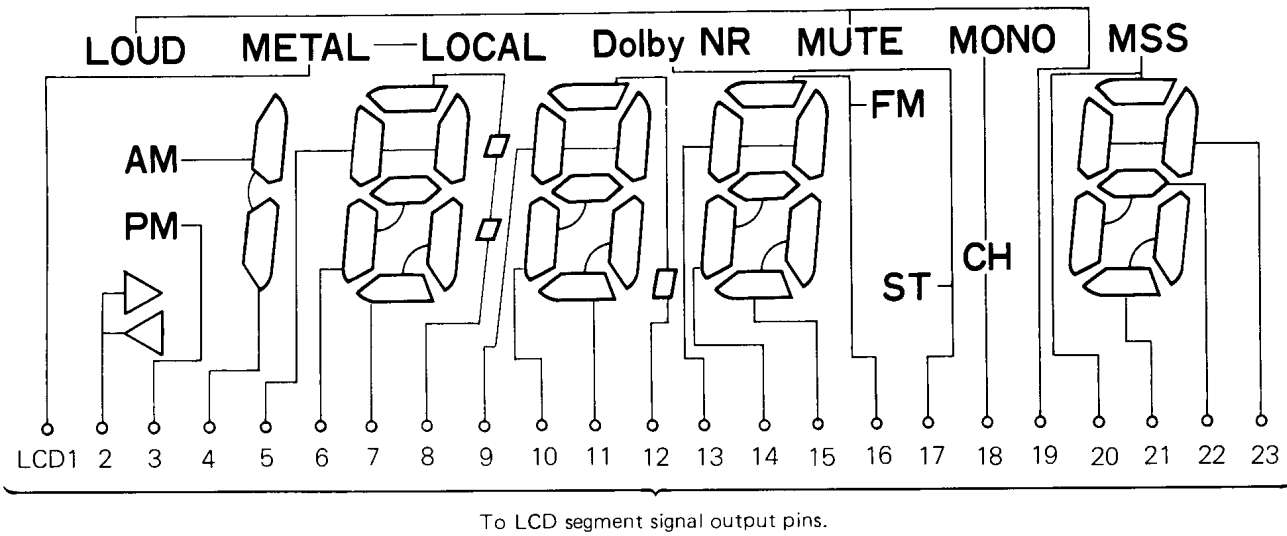 LOUD METAL LOCAL Dolby NR MUTE MONO MSS
AM FM
PM
ST CH
LCD1 2 3 4 5 6 7 8 9 10 11 12 13 14 15 16 17 18 19 20 21 22 23
To LCD segment signal output pins.